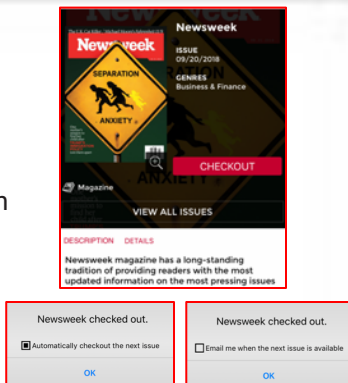 Newsweek
ISSUE
09/20/2018
GENRES
Business & Finance
Newsweek
SEPARATION
ANXIETY
CHECKOUT
Magazine
VIEW ALL ISSUES
DESCRIPTION DETAILS
Newsweek magazine has a long-standing
tradition of providing readers with the most
updated information on the most pressing issues
Newsweek checked out.
Automatically checkout the next issue
OK
Newsweek checked out.
Email me when the next issue is available
OK